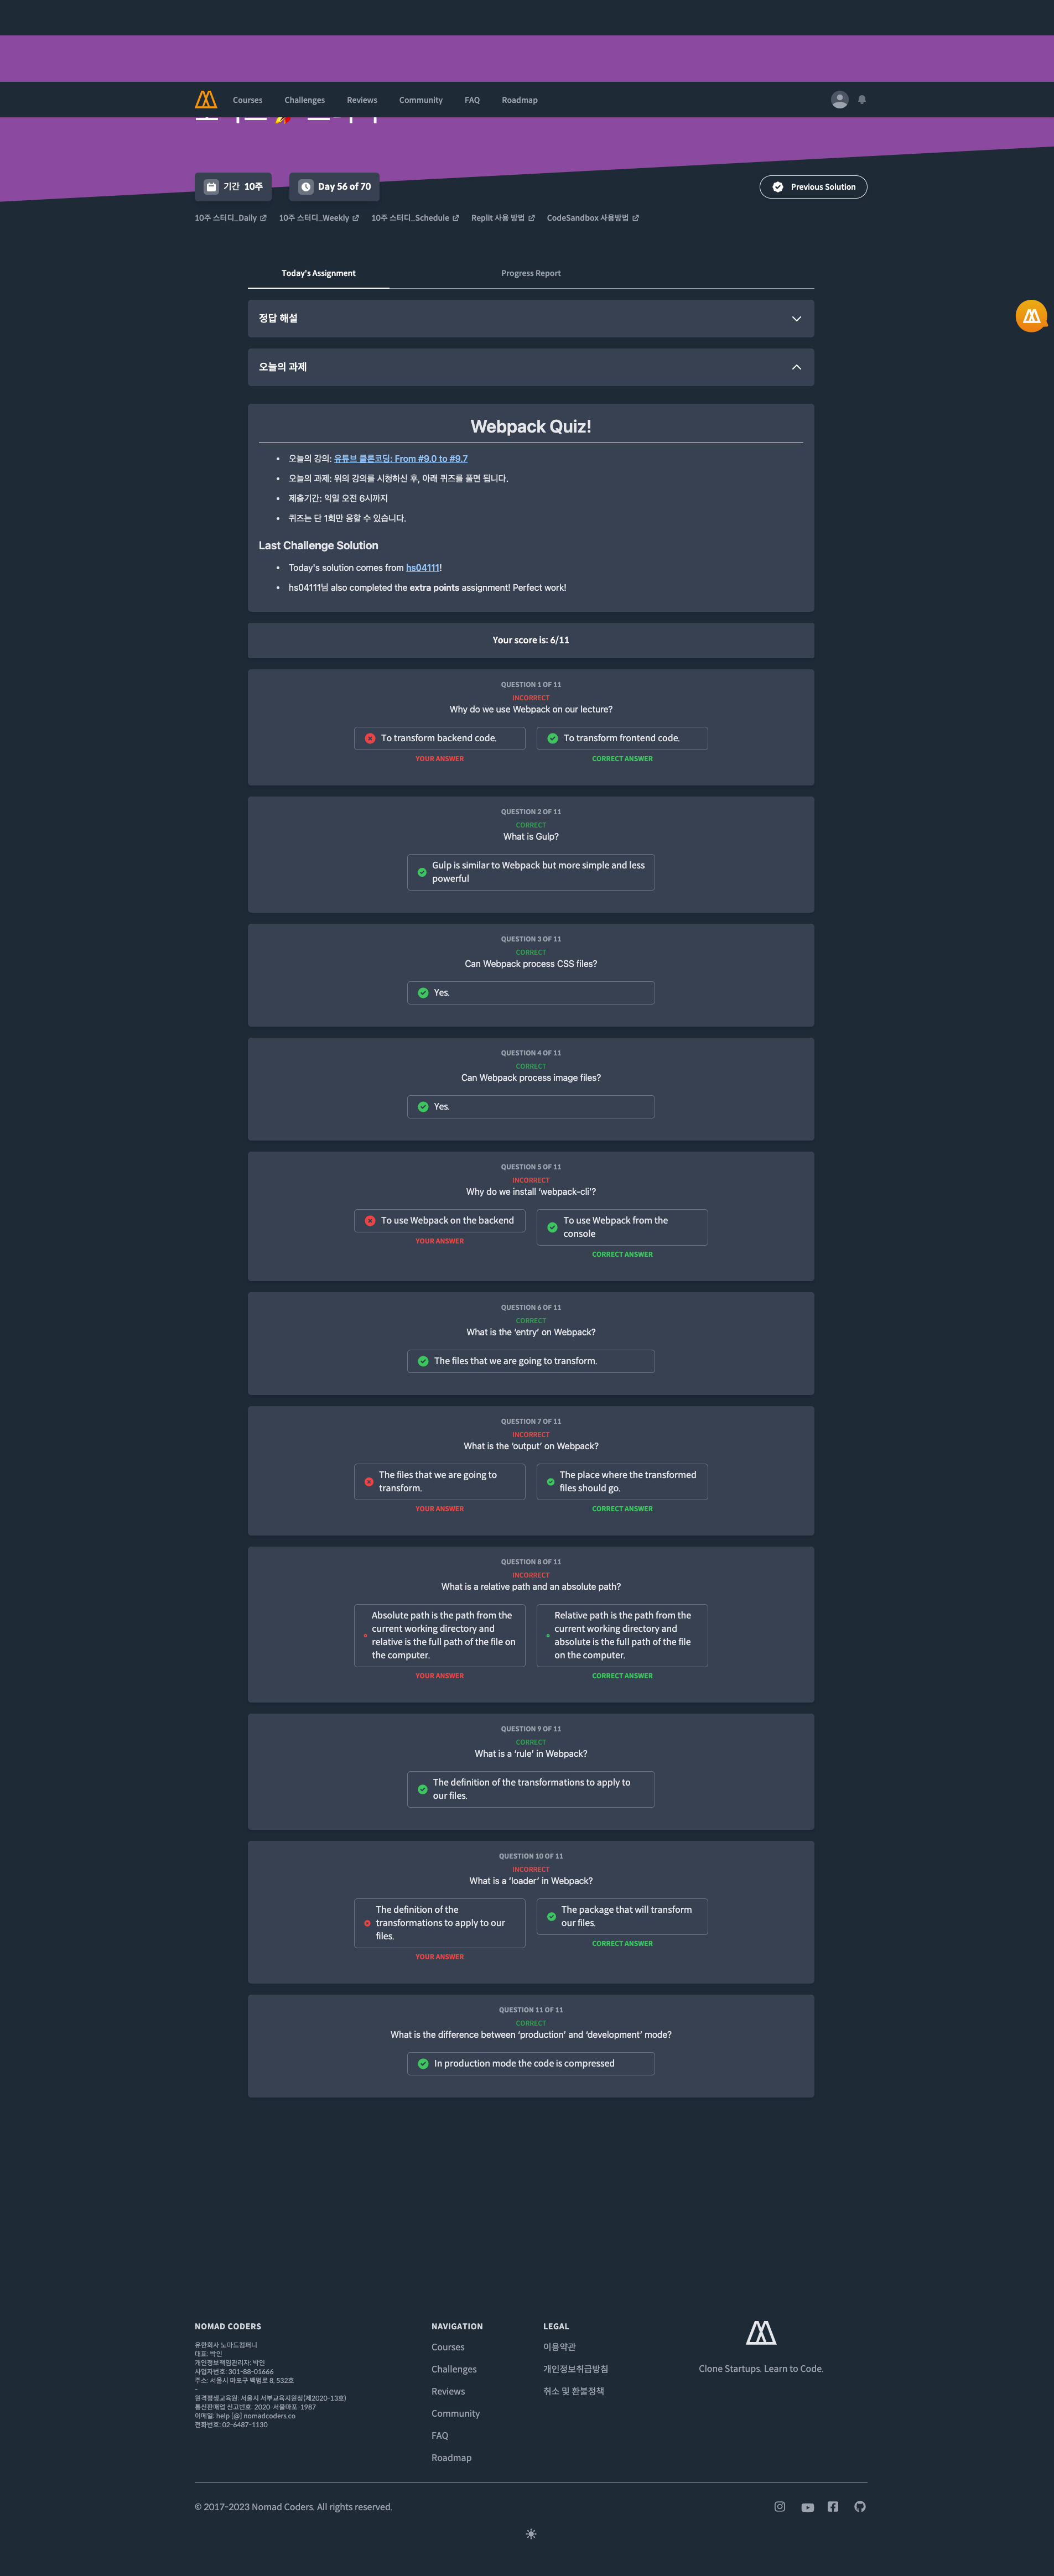 Courses Challenges Reviews Community FAQ Roadmap
기간 10주 Day 56 of 70 Previous Solution
10주 스터디_Daily 10주 스터디_Weekly 10주 스터디_Schedule Replit 사용 방법 CodeSandbox 사용방법
Today's Assignment Progress Report
정답 해설
오늘의 과제
Webpack Quiz!
• 오늘의 강의: 유튜브 클론코딩: From #9.0 to #9.7
• 오늘의 과제: 위의 강의를 시청하신 후, 아래 퀴즈를 풀면 됩니다.
• 제출기간: 익일 오전 6시까지
• 퀴즈는 단 1회만 응할 수 있습니다.
Last Challenge Solution
• Today's solution comes from hs04111!
• hs04111님 also completed the extra points assignment! Perfect work!
Your score is: 6/11
QUESTION 1 OF 11
INCORRECT
Why do we use Webpack on our lecture?
To transform backend code.
YOUR ANSWER
To transform frontend code.
CORRECT ANSWER
QUESTION 2 OF 11
CORRECT
What is Gulp?
Gulp is similar to Webpack but more simple and less
powerful
QUESTION 3 OF 11
CORRECT
Can Webpack process CSS files?
Yes.
QUESTION 4 OF 11
CORRECT
Can Webpack process image files?
Yes.
QUESTION 5 OF 11
INCORRECT
Why do we install ‘webpack-cli’?
To use Webpack on the backend
YOUR ANSWER
To use Webpack from the
console
CORRECT ANSWER
QUESTION 6 OF 11
CORRECT
What is the ‘entry’ on Webpack?
The files that we are going to transform.
QUESTION 7 OF 11
INCORRECT
What is the ‘output’ on Webpack?
The files that we are going to
transform.
YOUR ANSWER
The place where the transformed
files should go.
CORRECT ANSWER
QUESTION 8 OF 11
INCORRECT
What is a relative path and an absolute path?
Absolute path is the path from the
current working directory and
relative is the full path of the file on
the computer.
YOUR ANSWER
Relative path is the path from the
current working directory and
absolute is the full path of the file
on the computer.
CORRECT ANSWER
QUESTION 9 OF 11
CORRECT
What is a ‘rule’ in Webpack?
The definition of the transformations to apply to
our files.
QUESTION 10 OF 11
INCORRECT
What is a ‘loader’ in Webpack?
The definition of the
transformations to apply to our
files.
YOUR ANSWER
The package that will transform
our files.
CORRECT ANSWER
QUESTION 11 OF 11
CORRECT
What is the difference between ‘production’ and ‘development’ mode?
In production mode the code is compressed
NOMAD CODERS
유한회사 노마드컴퍼니
대표: 박인
개인정보책임관리자: 박인
사업자번호: 301-88-01666
주소: 서울시 마포구 백범로 8, 532호
-
원격평생교육원: 서울시 서부교육지원청(제2020-13호)
통신판매업 신고번호: 2020-서울마포-1987
이메일: help [@] nomadcoders.co
전화번호: 02-6487-1130
NAVIGATION
Courses
Challenges
Reviews
Community
FAQ
Roadmap
LEGAL
이용약관
개인정보취급방침
취소 및 환불정책
Clone Startups. Learn to Code.
© 2017-2023 Nomad Coders. All rights reserved.